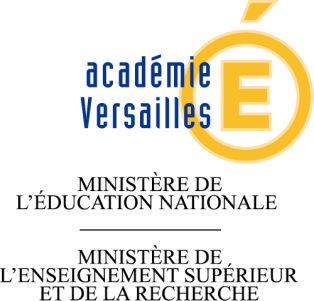 académie
Versailles
É
MINISTÈRE DE
L'ÉDUCATION NATIONALE
MINISTÈRE DE
L'ENSEIGNEMENT SUPÉRIEUR
ET DE LA RECHERCHE